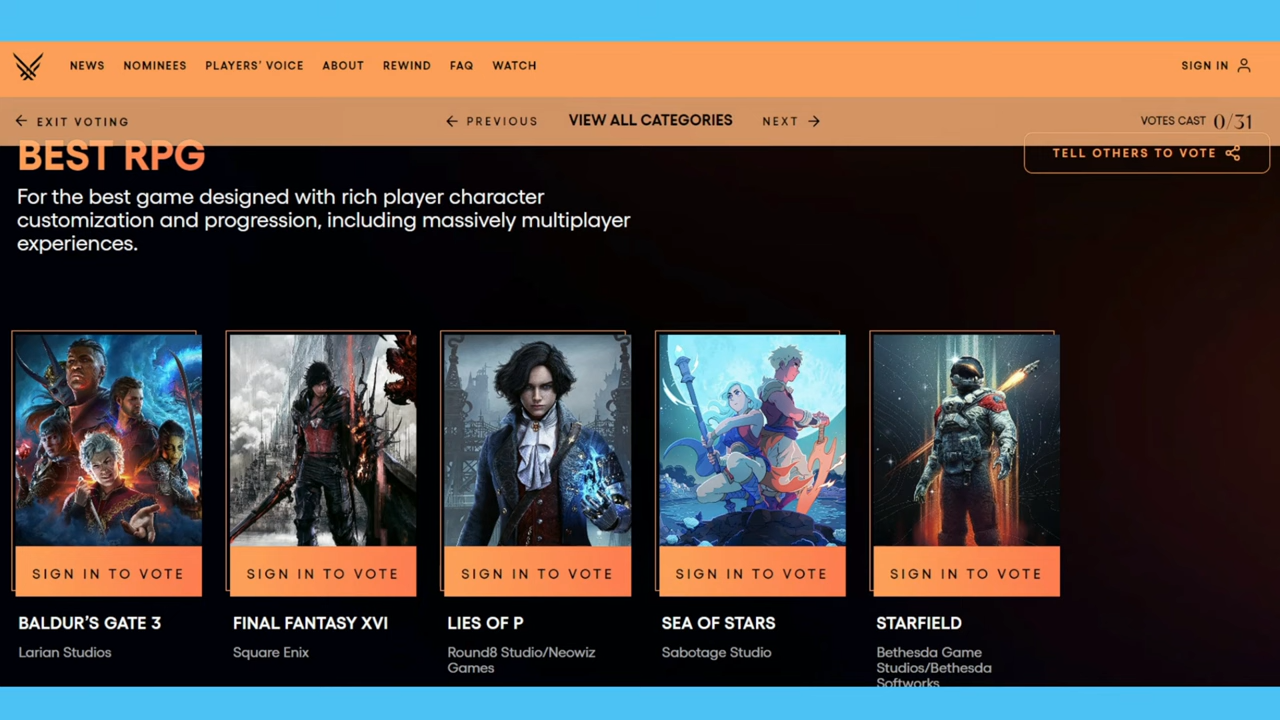 NEWS NOMINEES PLAYERS' VOICE ABOUT REWIND FAQ WATCH SIGN IN
← EXIT VOTING ← PREVIOUS VIEW ALL CATEGORIES NEXT → VOTES CAST 0/31
BEST RPG
TELL OTHERS TO VOTE
For the best game designed with rich player character
customization and progression, including massively multiplayer
experiences.
SIGN IN TO VOTE SIGN IN TO VOTE SIGN IN TO VOTE SIGN IN TO VOTE SIGN IN TO VOTE
BALDUR'S GATE 3 FINAL FANTASY XVI LIES OF P SEA OF STARS STARFIELD
Larian Studios Square Enix Round8 Studio/Neowiz Sabotage Studio Bethesda Game
Games Studios/Bethesda
Softworks